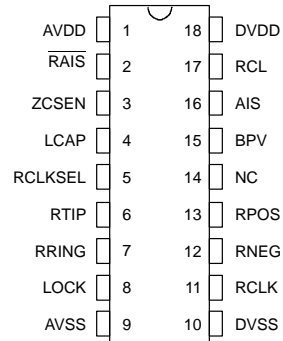 AVDD 1 18 DVDD
RAIS 2 17 RCL
ZCSEN 3 16 AIS
LCAP 4 15 BPV
RCLKSEL 5 14 NC
RTIP 6 13 RPOS
RRING 7 12 RNEG
LOCK 8 11 RCLK
AVSS 9 10 DVSS